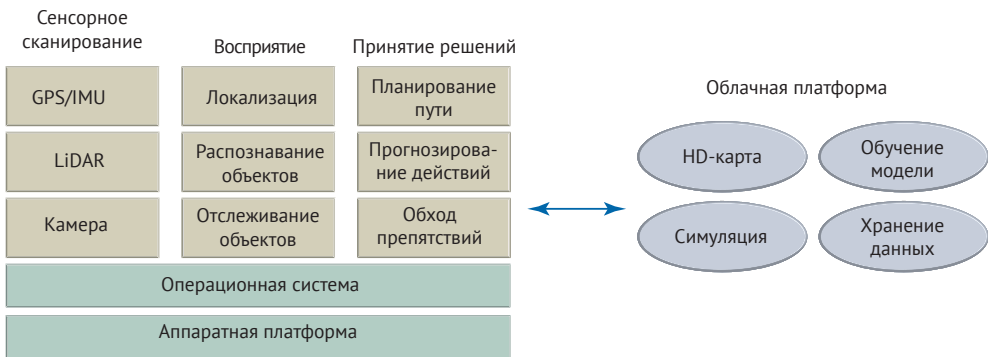 Сенсорное
сканирование
Восприятие
Принятие решений
GPS/IMU
Локализация
Планирование
пути
LiDAR
Распознавание
объектов
Прогнозирова-
ние действий
Камера
Отслеживание
объектов
Обход
препятствий
Операционная система
Аппаратная платформа
Облачная платформа
HD-карта
Обучение
модели
Симуляция
Хранение
данных